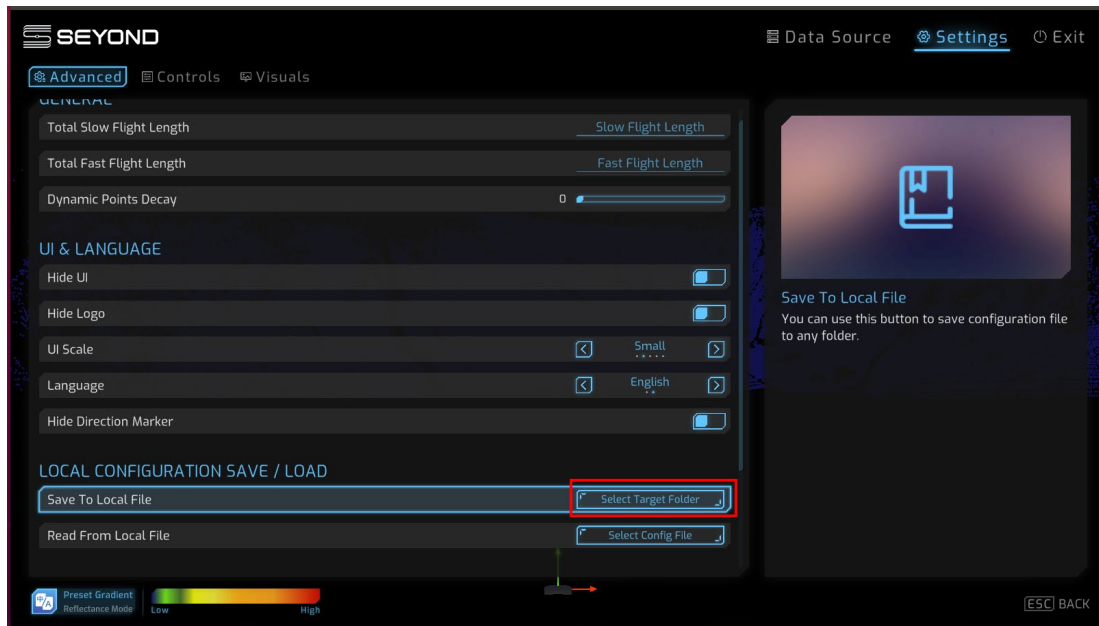 SEYOND
Data Source
Settings
Exit
Advanced
Controls
Visuals
GENERAL
Total Slow Flight Length
Slow Flight Length
Total Fast Flight Length
Fast Flight Length
Dynamic Points Decay
0
UI & LANGUAGE
Hide UI
Hide Logo
UI Scale
Small
Language
English
Hide Direction Marker
LOCAL CONFIGURATION SAVE / LOAD
Save To Local File
Select Target Folder
Read From Local File
Select Config File
Save To Local File
You can use this button to save configuration file
to any folder.
Preset Gradient
Reflectance Mode
Low
High
ESC BACK